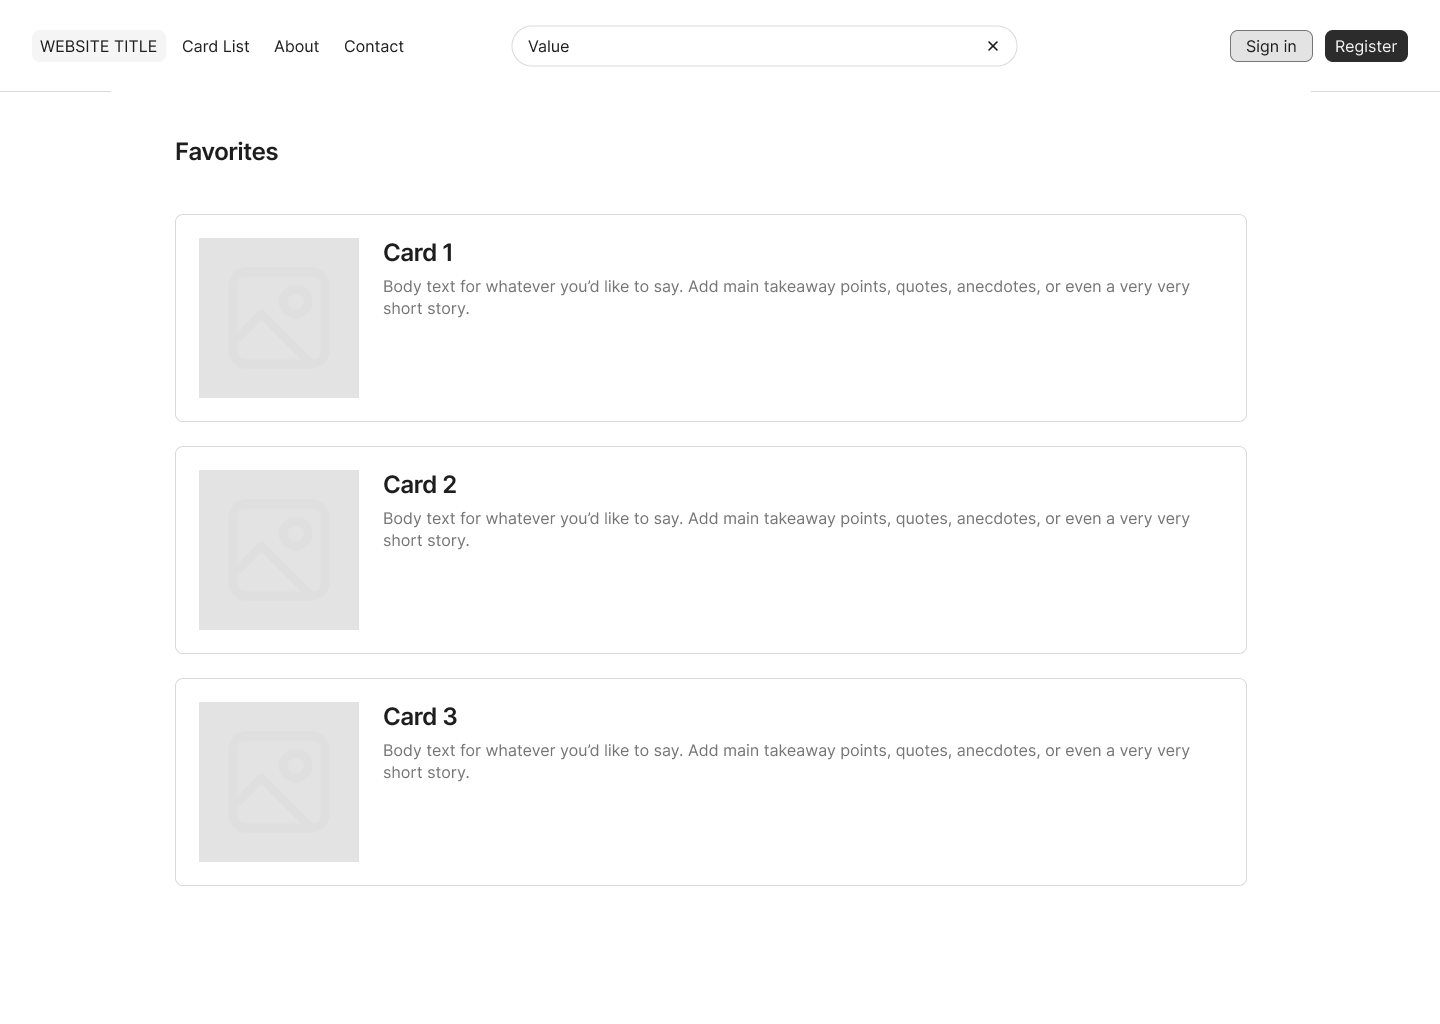 WEBSITE TITLE Card List About Contact Value Sign in Register
Favorites
Card 1
Body text for whatever you’d like to say. Add main takeaway points, quotes, anecdotes, or even a very very
short story.
Card 2
Body text for whatever you’d like to say. Add main takeaway points, quotes, anecdotes, or even a very very
short story.
Card 3
Body text for whatever you’d like to say. Add main takeaway points, quotes, anecdotes, or even a very very
short story.